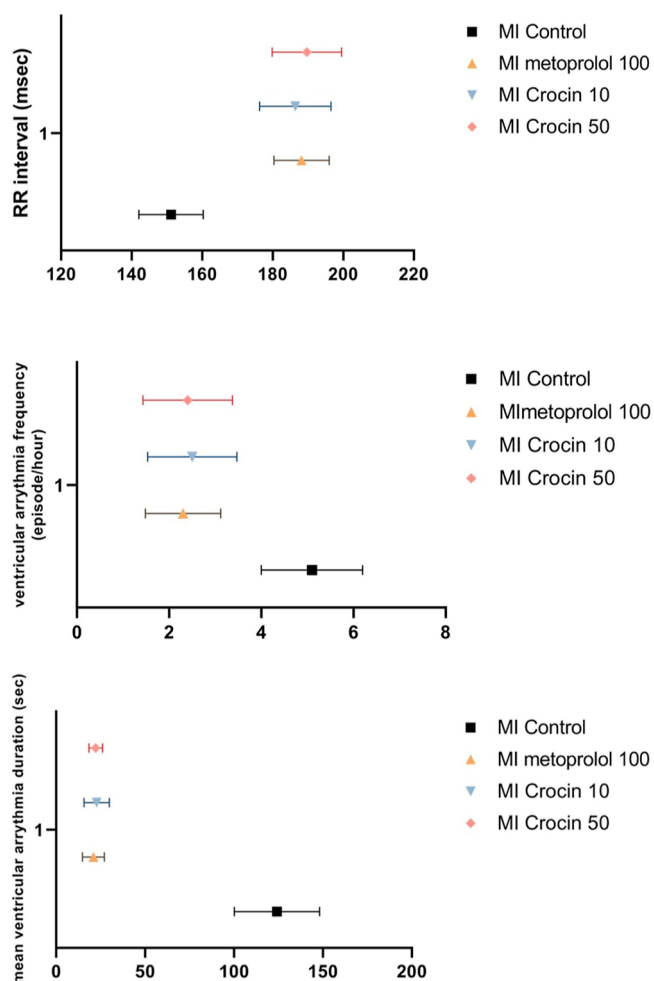 RR interval (msec)
1
120 140 160 180 200 220
MI Control
MI metoprolol 100
MI Crocin 10
MI Crocin 50
ventricular arrythmia frequency
(episode/hour)
1
0 2 4 6 8
MI Control
MImetoprolol 100
MI Crocin 10
MI Crocin 50
mean ventricular arrythmia duration (sec)
1
0 50 100 150 200
MI Control
MI metoprolol 100
MI Crocin 10
MI Crocin 50